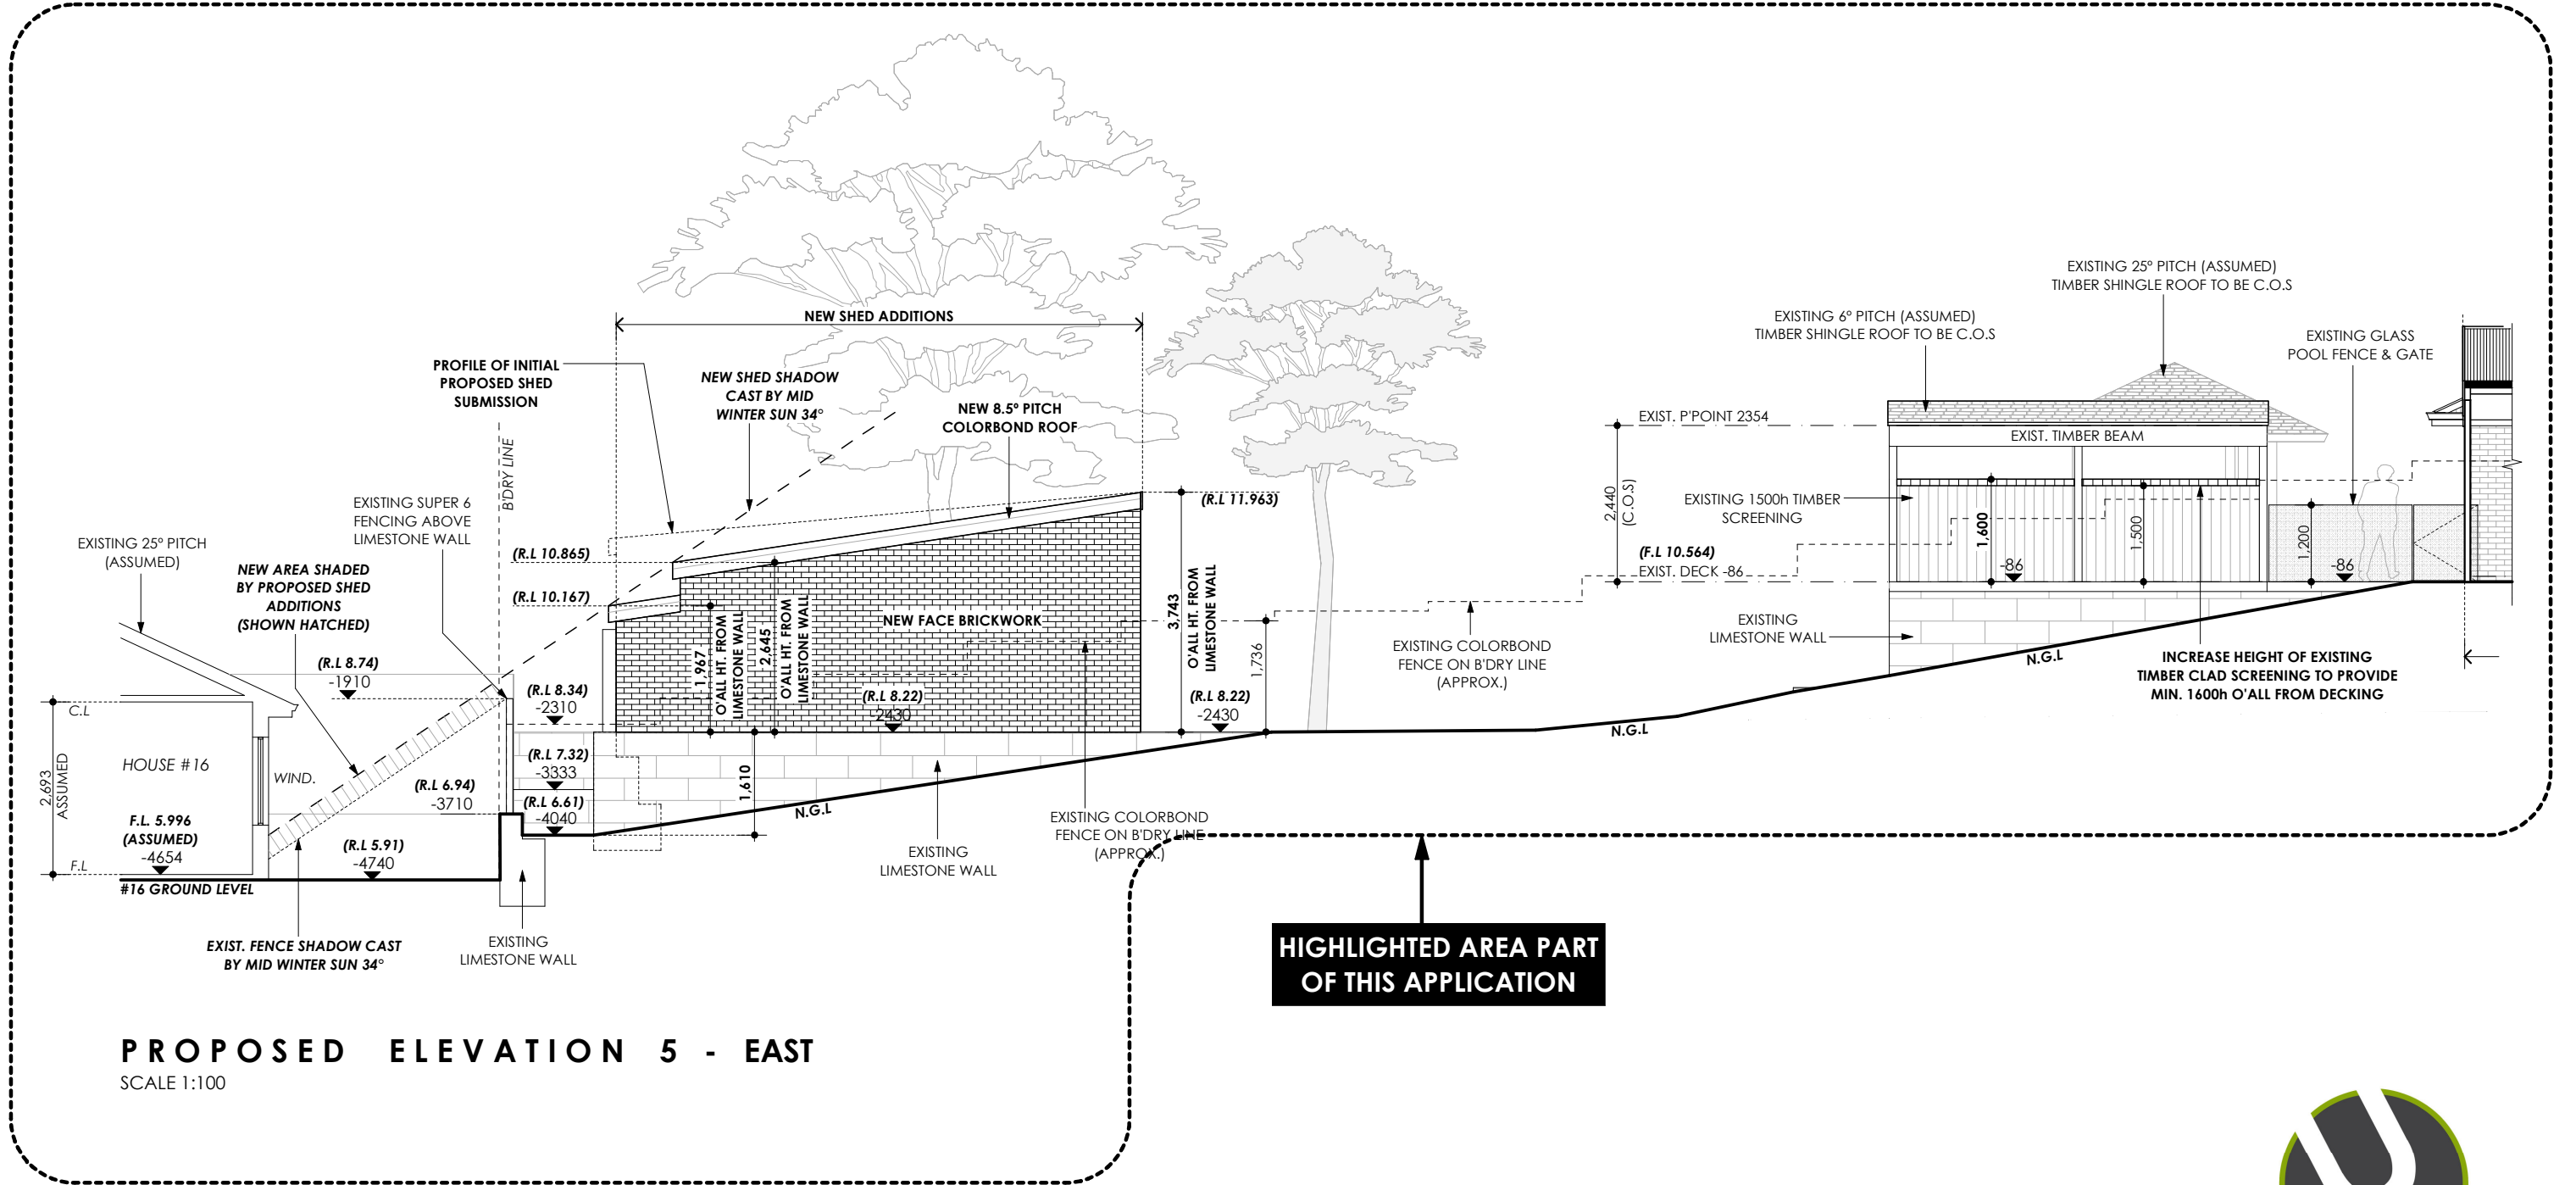 NEW SHED ADDITIONS
PROFILE OF INITIAL
PROPOSED SHED
SUBMISSION
NEW SHED SHADOW
CAST BY MID
WINTER SUN 34°
NEW 8.5° PITCH
COLORBOND ROOF
B'DRY LINE
EXISTING SUPER 6
FENCING ABOVE
LIMESTONE WALL
EXISTING 25° PITCH
(ASSUMED)
NEW AREA SHADED
BY PROPOSED SHED
ADDITIONS
(SHOWN HATCHED)
(R.L 10.865)
(R.L 10.167)
(R.L 11.963)
(R.L 8.74)
-1910
(R.L 8.34)
-2310
C.L
HOUSE #16
WIND.
2,693
ASSUMED
F.L. 5.996
(ASSUMED)
-4654
F.L
#16 GROUND LEVEL
(R.L 5.91)
-4740
(R.L 6.94)
-3710
(R.L 7.32)
-3333
(R.L 6.61)
-4040
1,967
O'ALL HT. FROM
LIMESTONE WALL
2,645
O'ALL HT. FROM
LIMESTONE WALL
NEW FACE BRICKWORK
(R.L 8.22)
-2430
3,743
O'ALL HT. FROM
LIMESTONE WALL
(R.L 8.22)
-2430
1,736
1,610
N.G.L
EXISTING COLORBOND
FENCE ON B'DRY LINE
(APPROX.)
EXISTING
LIMESTONE WALL
EXIST. FENCE SHADOW CAST
BY MID WINTER SUN 34°
EXISTING
LIMESTONE WALL
EXISTING COLORBOND
FENCE ON B'DRY LINE
(APPROX.)
N.G.L
EXISTING 25° PITCH (ASSUMED)
TIMBER SHINGLE ROOF TO BE C.O.S
EXISTING 6° PITCH (ASSUMED)
TIMBER SHINGLE ROOF TO BE C.O.S
EXISTING GLASS
POOL FENCE & GATE
EXIST. P'POINT 2354
EXIST. TIMBER BEAM
2,440
(C.O.S)
EXISTING 1500h TIMBER
SCREENING
1,600
1,500
1,200
(F.L 10.564)
EXIST. DECK -86
-86
-86
EXISTING
LIMESTONE WALL
N.G.L
INCREASE HEIGHT OF EXISTING
TIMBER CLAD SCREENING TO PROVIDE
MIN. 1600h O'ALL FROM DECKING
HIGHLIGHTED AREA PART
OF THIS APPLICATION
PROPOSED ELEVATION 5 - EAST
SCALE 1:100